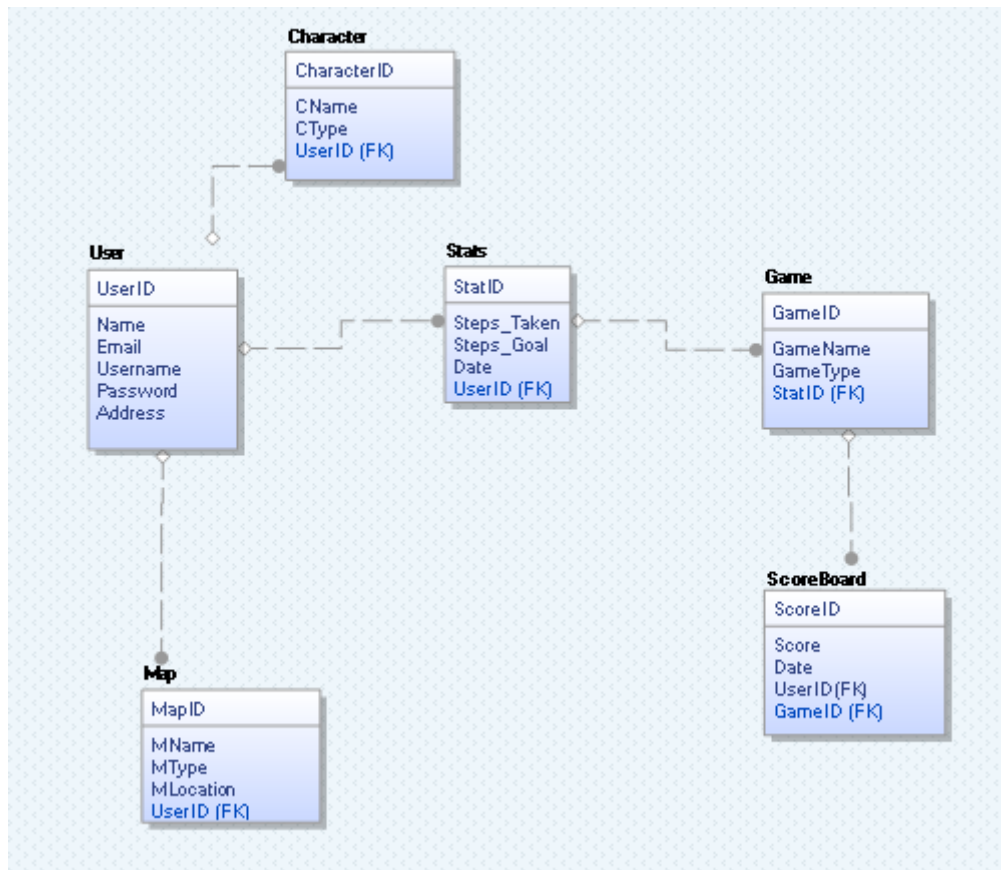 Character
CharacterID
CName
CType
UserID (FK)
User
UserID
Name
Email
Username
Password
Address
Stats
StatID
Steps_Taken
Steps_Goal
Date
UserID (FK)
Game
GameID
GameName
GameType
StatID (FK)
Map
MapID
MName
MType
MLocation
UserID (FK)
ScoreBoard
ScoreID
Score
Date
UserID(FK)
GameID (FK)